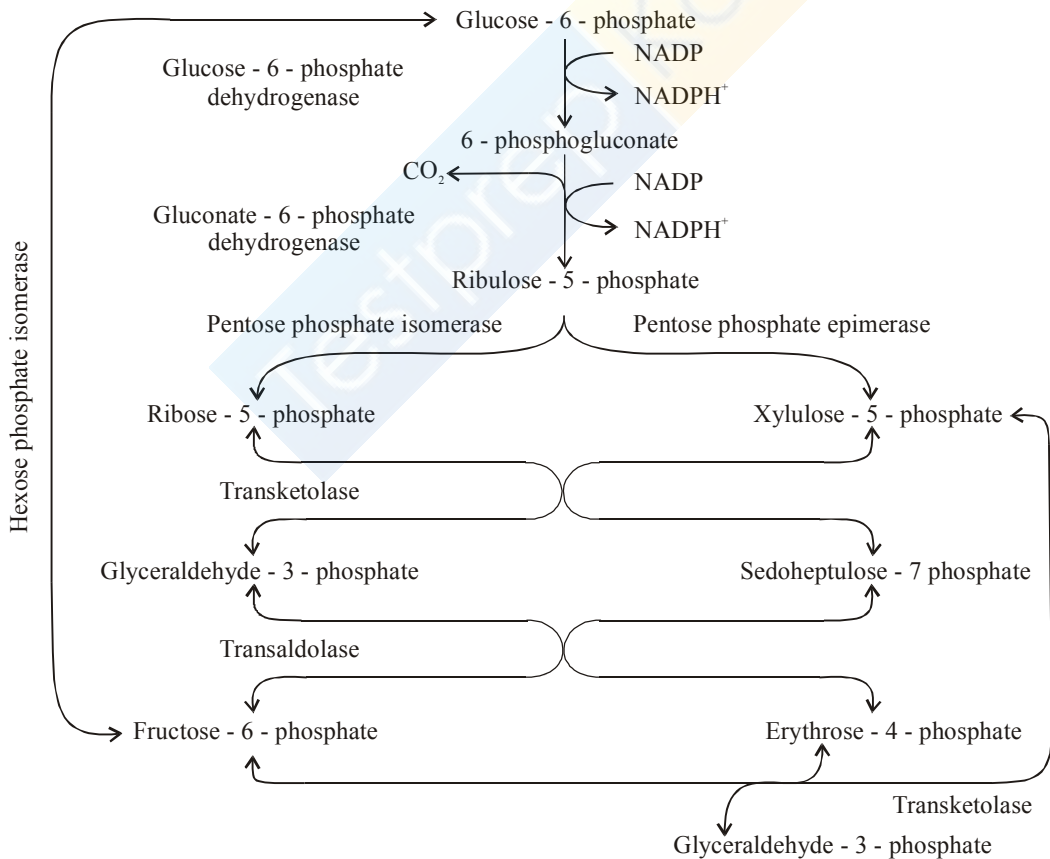 Glucose - 6 - phosphate
NADP
Glucose - 6 - phosphate
dehydrogenase
NADPH⁺
6 - phosphogluconate
CO₂
NADP
Gluconate - 6 - phosphate
dehydrogenase
NADPH⁺
Ribulose - 5 - phosphate
Pentose phosphate isomerase
Pentose phosphate epimerase
Hexose phosphate isomerase
Ribose - 5 - phosphate
Xylulose - 5 - phosphate
Transketolase
Glyceraldehyde - 3 - phosphate
Sedoheptulose - 7 phosphate
Transaldolase
Fructose - 6 - phosphate
Erythrose - 4 - phosphate
Transketolase
Glyceraldehyde - 3 - phosphate
Testprep